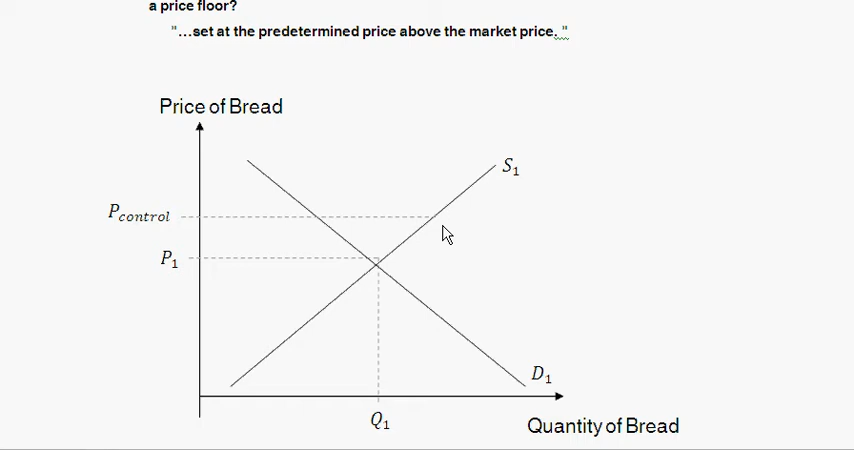 a price floor?
"...set at the predetermined price above the market price. "
Price of Bread
S₁
Pcontrol
P₁
D₁
Q₁
Quantity of Bread